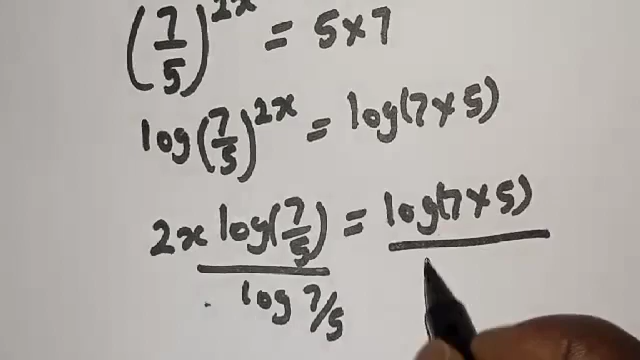 (7/5)^2x = 5×7
log(7/5)^2x = log(7×5)
2x log(7/5) = log(7×5)
log 7/5